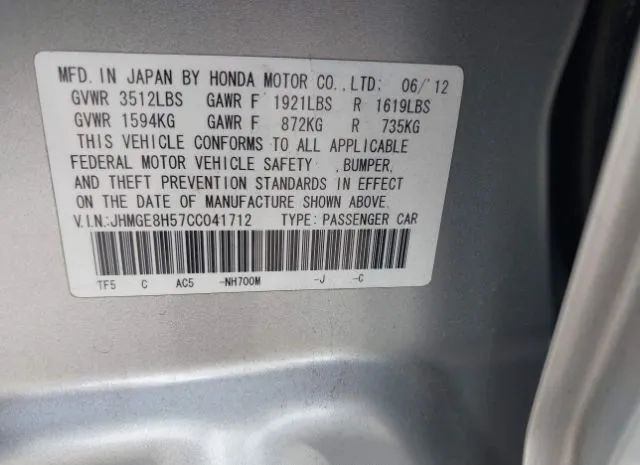 MFD. IN JAPAN BY HONDA MOTOR CO.,LTD: 06/'12
GVWR 3512LBS GAWR F 1921LBS R 1619LBS
GVWR 1594KG GAWR F 872KG R 735KG
THIS VEHICLE CONFORMS TO ALL APPLICABLE
FEDERAL MOTOR VEHICLE SAFETY ,BUMPER,
AND THEFT PREVENTION STANDARDS IN EFFECT
ON THE DATE OF MANUFACTURE SHOWN ABOVE.
V.I.N.:JHMGE8H57CC041712 TYPE: PASSENGER CAR
TF5 C AC5 -NH700M -J -C